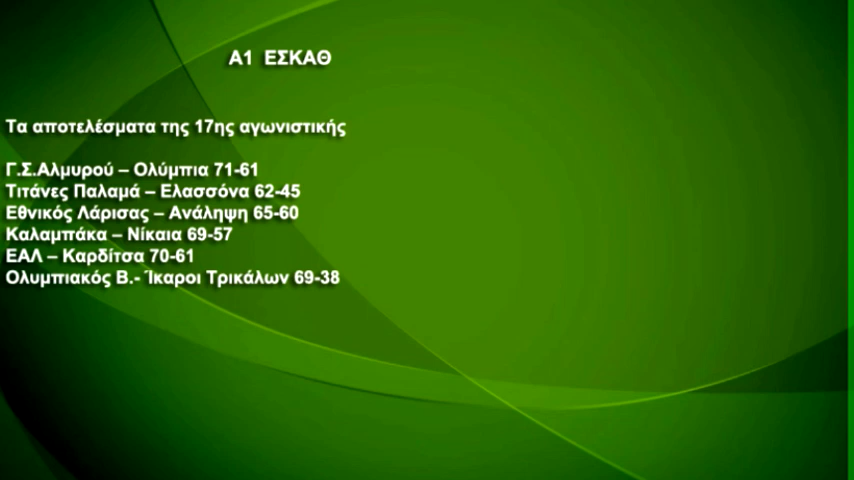 Α1 ΕΣΚΑΘ
Τα αποτελέσματα της 17ης αγωνιστικής
Γ.Σ.Αλμυρού – Ολύμπια 71-61
Τιτάνες Παλαμά – Ελασσόνα 62-45
Εθνικός Λάρισας – Ανάληψη 65-60
Καλαμπάκα – Νίκαια 69-57
ΕΑΛ – Καρδίτσα 70-61
Ολυμπιακός Β.- Ίκαροι Τρικάλων 69-38